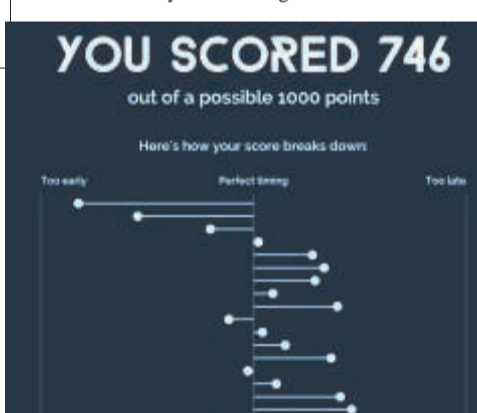 YOU SCORED 746
out of a possible 1000 points
Here's how your score breaks down
Too early Perfect timing Too late